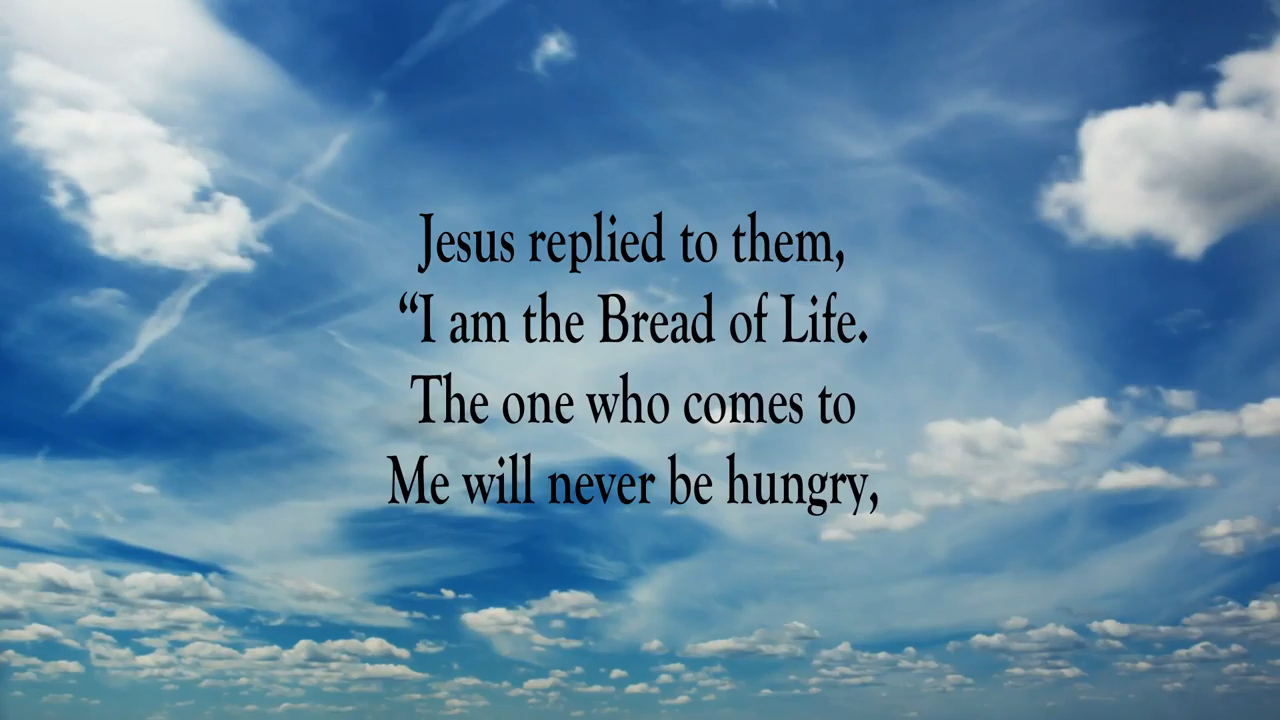 Jesus replied to them,
“I am the Bread of Life.
The one who comes to
Me will never be hungry,